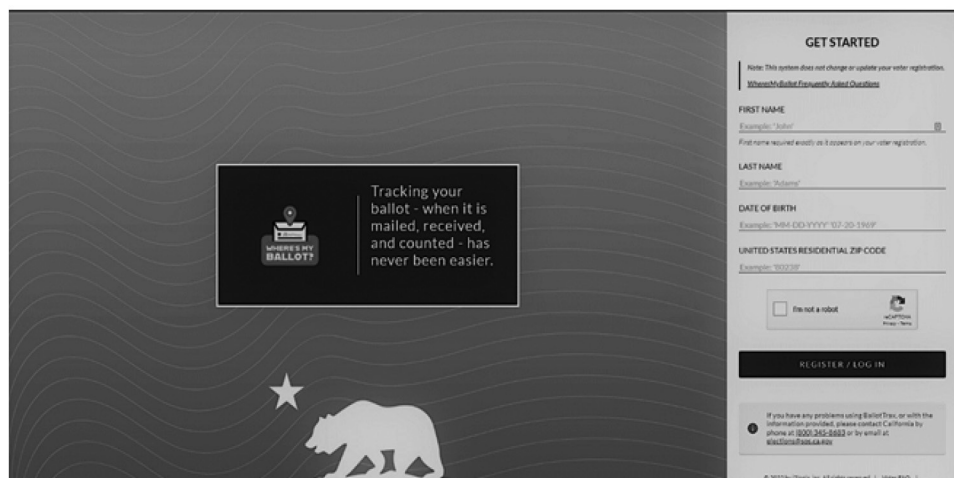 GET STARTED
Note: This system does not change or update your voter registration.
WheresMyBallot Frequently Asked Questions
FIRST NAME
Example: 'John'
First name required exactly as it appears on your voter registration.
LAST NAME
Example: 'Adams'
DATE OF BIRTH
Example: 'MM-DD-YYYY' '07-20-1969'
UNITED STATES RESIDENTIAL ZIP CODE
Example: '80238'
I'm not a robot
reCAPTCHA
Privacy - Terms
REGISTER / LOG IN
If you have any problems using BallotTrax, or with the
information provided, please contact California by
phone at (800) 345-8683 or by email at
elections@sos.ca.gov
Tracking your
ballot - when it is
mailed, received,
and counted - has
never been easier.
WHERE'S MY
BALLOT?